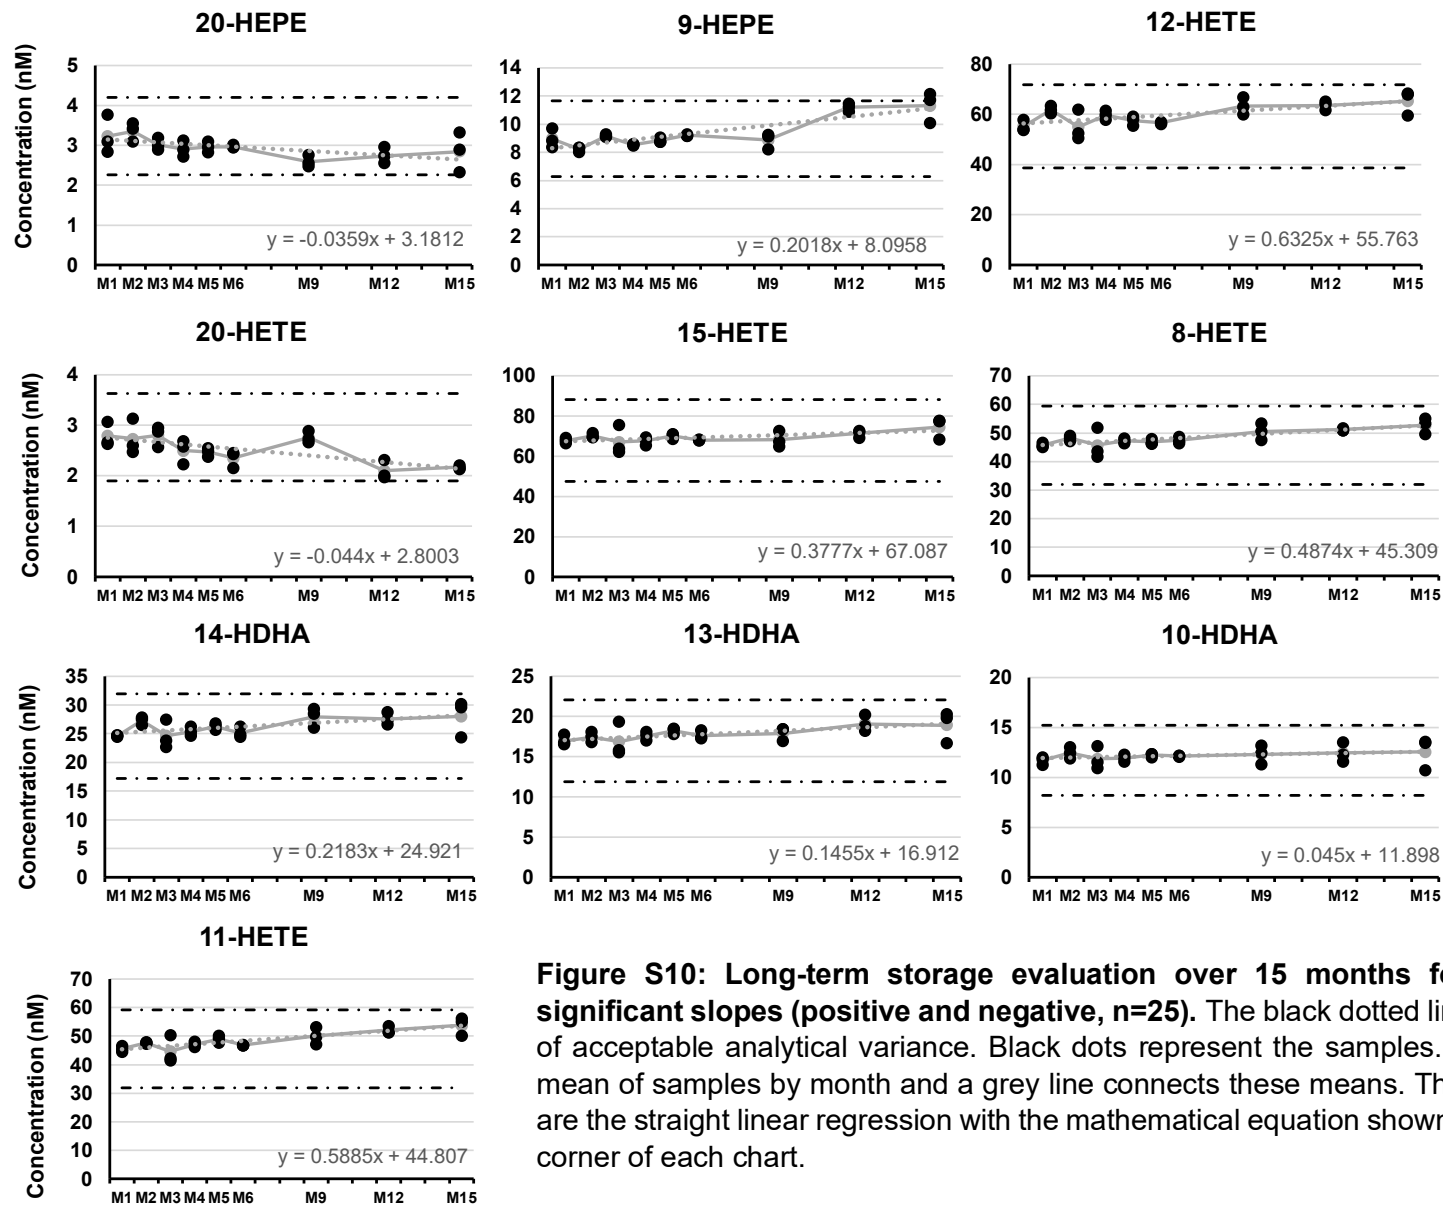 20-HEPE
9-HEPE
12-HETE
Concentration (nM)
5
4
3
2
1
0
y = -0.0359x + 3.1812
M1 M2 M3 M4 M5 M6 M9 M12 M15
14
12
10
8
6
4
2
0
y = 0.2018x + 8.0958
M1 M2 M3 M4 M5 M6 M9 M12 M15
80
60
40
20
0
y = 0.6325x + 55.763
M1 M2 M3 M4 M5 M6 M9 M12 M15
20-HETE
15-HETE
8-HETE
Concentration (nM)
4
3
2
1
0
y = -0.044x + 2.8003
M1 M2 M3 M4 M5 M6 M9 M12 M15
100
80
60
40
20
0
y = 0.3777x + 67.087
M1 M2 M3 M4 M5 M6 M9 M12 M15
70
60
50
40
30
20
10
0
y = 0.4874x + 45.309
M1 M2 M3 M4 M5 M6 M9 M12 M15
14-HDHA
13-HDHA
10-HDHA
Concentration (nM)
35
30
25
20
15
10
5
0
y = 0.2183x + 24.921
M1 M2 M3 M4 M5 M6 M9 M12 M15
25
20
15
10
5
0
y = 0.1455x + 16.912
M1 M2 M3 M4 M5 M6 M9 M12 M15
20
15
10
5
0
y = 0.045x + 11.898
M1 M2 M3 M4 M5 M6 M9 M12 M15
11-HETE
Concentration (nM)
70
60
50
40
30
20
10
0
y = 0.5885x + 44.807
M1 M2 M3 M4 M5 M6 M9 M12 M15
Figure S10: Long-term storage evaluation over 15 months
significant slopes (positive and negative, n=25). The black dotted
of acceptable analytical variance. Black dots represent the samples.
mean of samples by month and a grey line connects these means.
are the straight linear regression with the mathematical equation shown
corner of each chart.